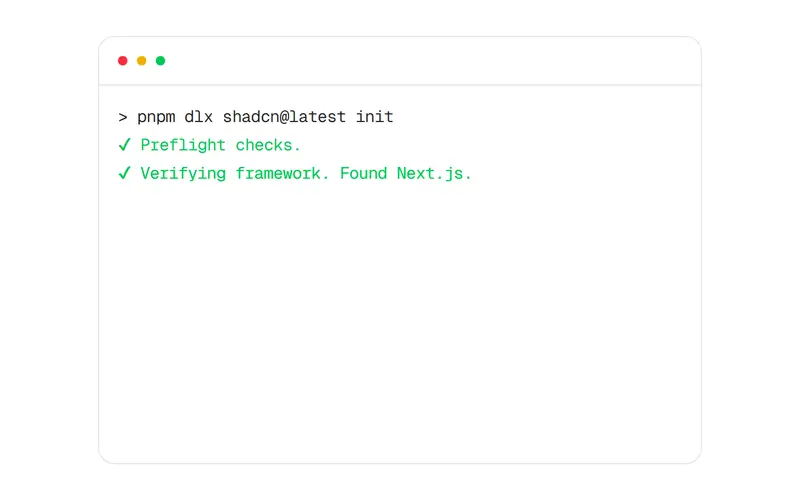 > pnpm dlx shadcn@latest init
✓ Preflight checks.
✓ Verifying framework. Found Next.js.